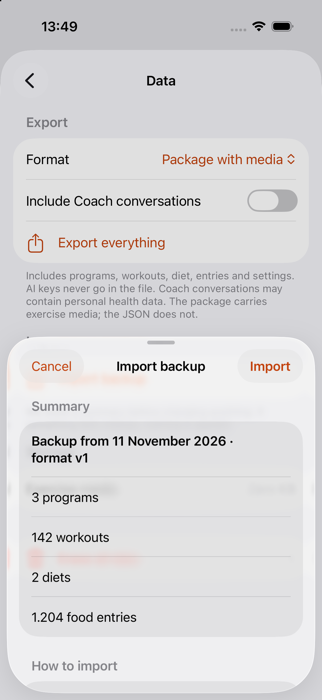 13:49
Data
Export
Format
Package with media
Include Coach conversations
Export everything
Includes programs, workouts, diet, entries and settings.
AI keys never go in the file. Coach conversations may
contain personal health data. The package carries
exercise media; the JSON does not.
Cancel
Import backup
Import
Summary
Backup from 11 November 2026 ·
format v1
3 programs
142 workouts
2 diets
1.204 food entries
How to import